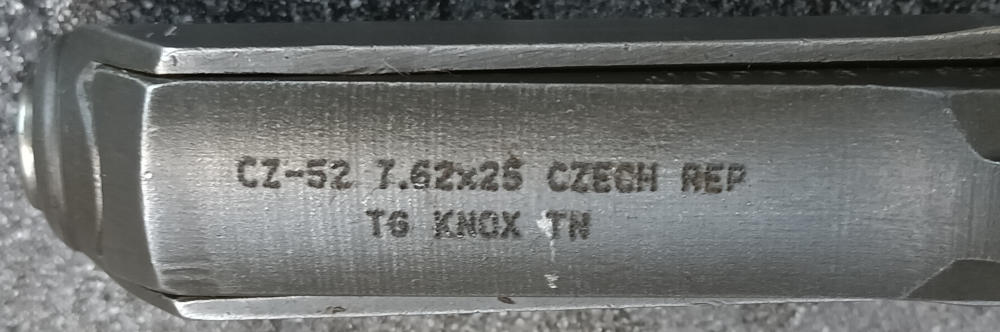 CZ-52 7.62x25 CZECH REP
TG KNOX TN